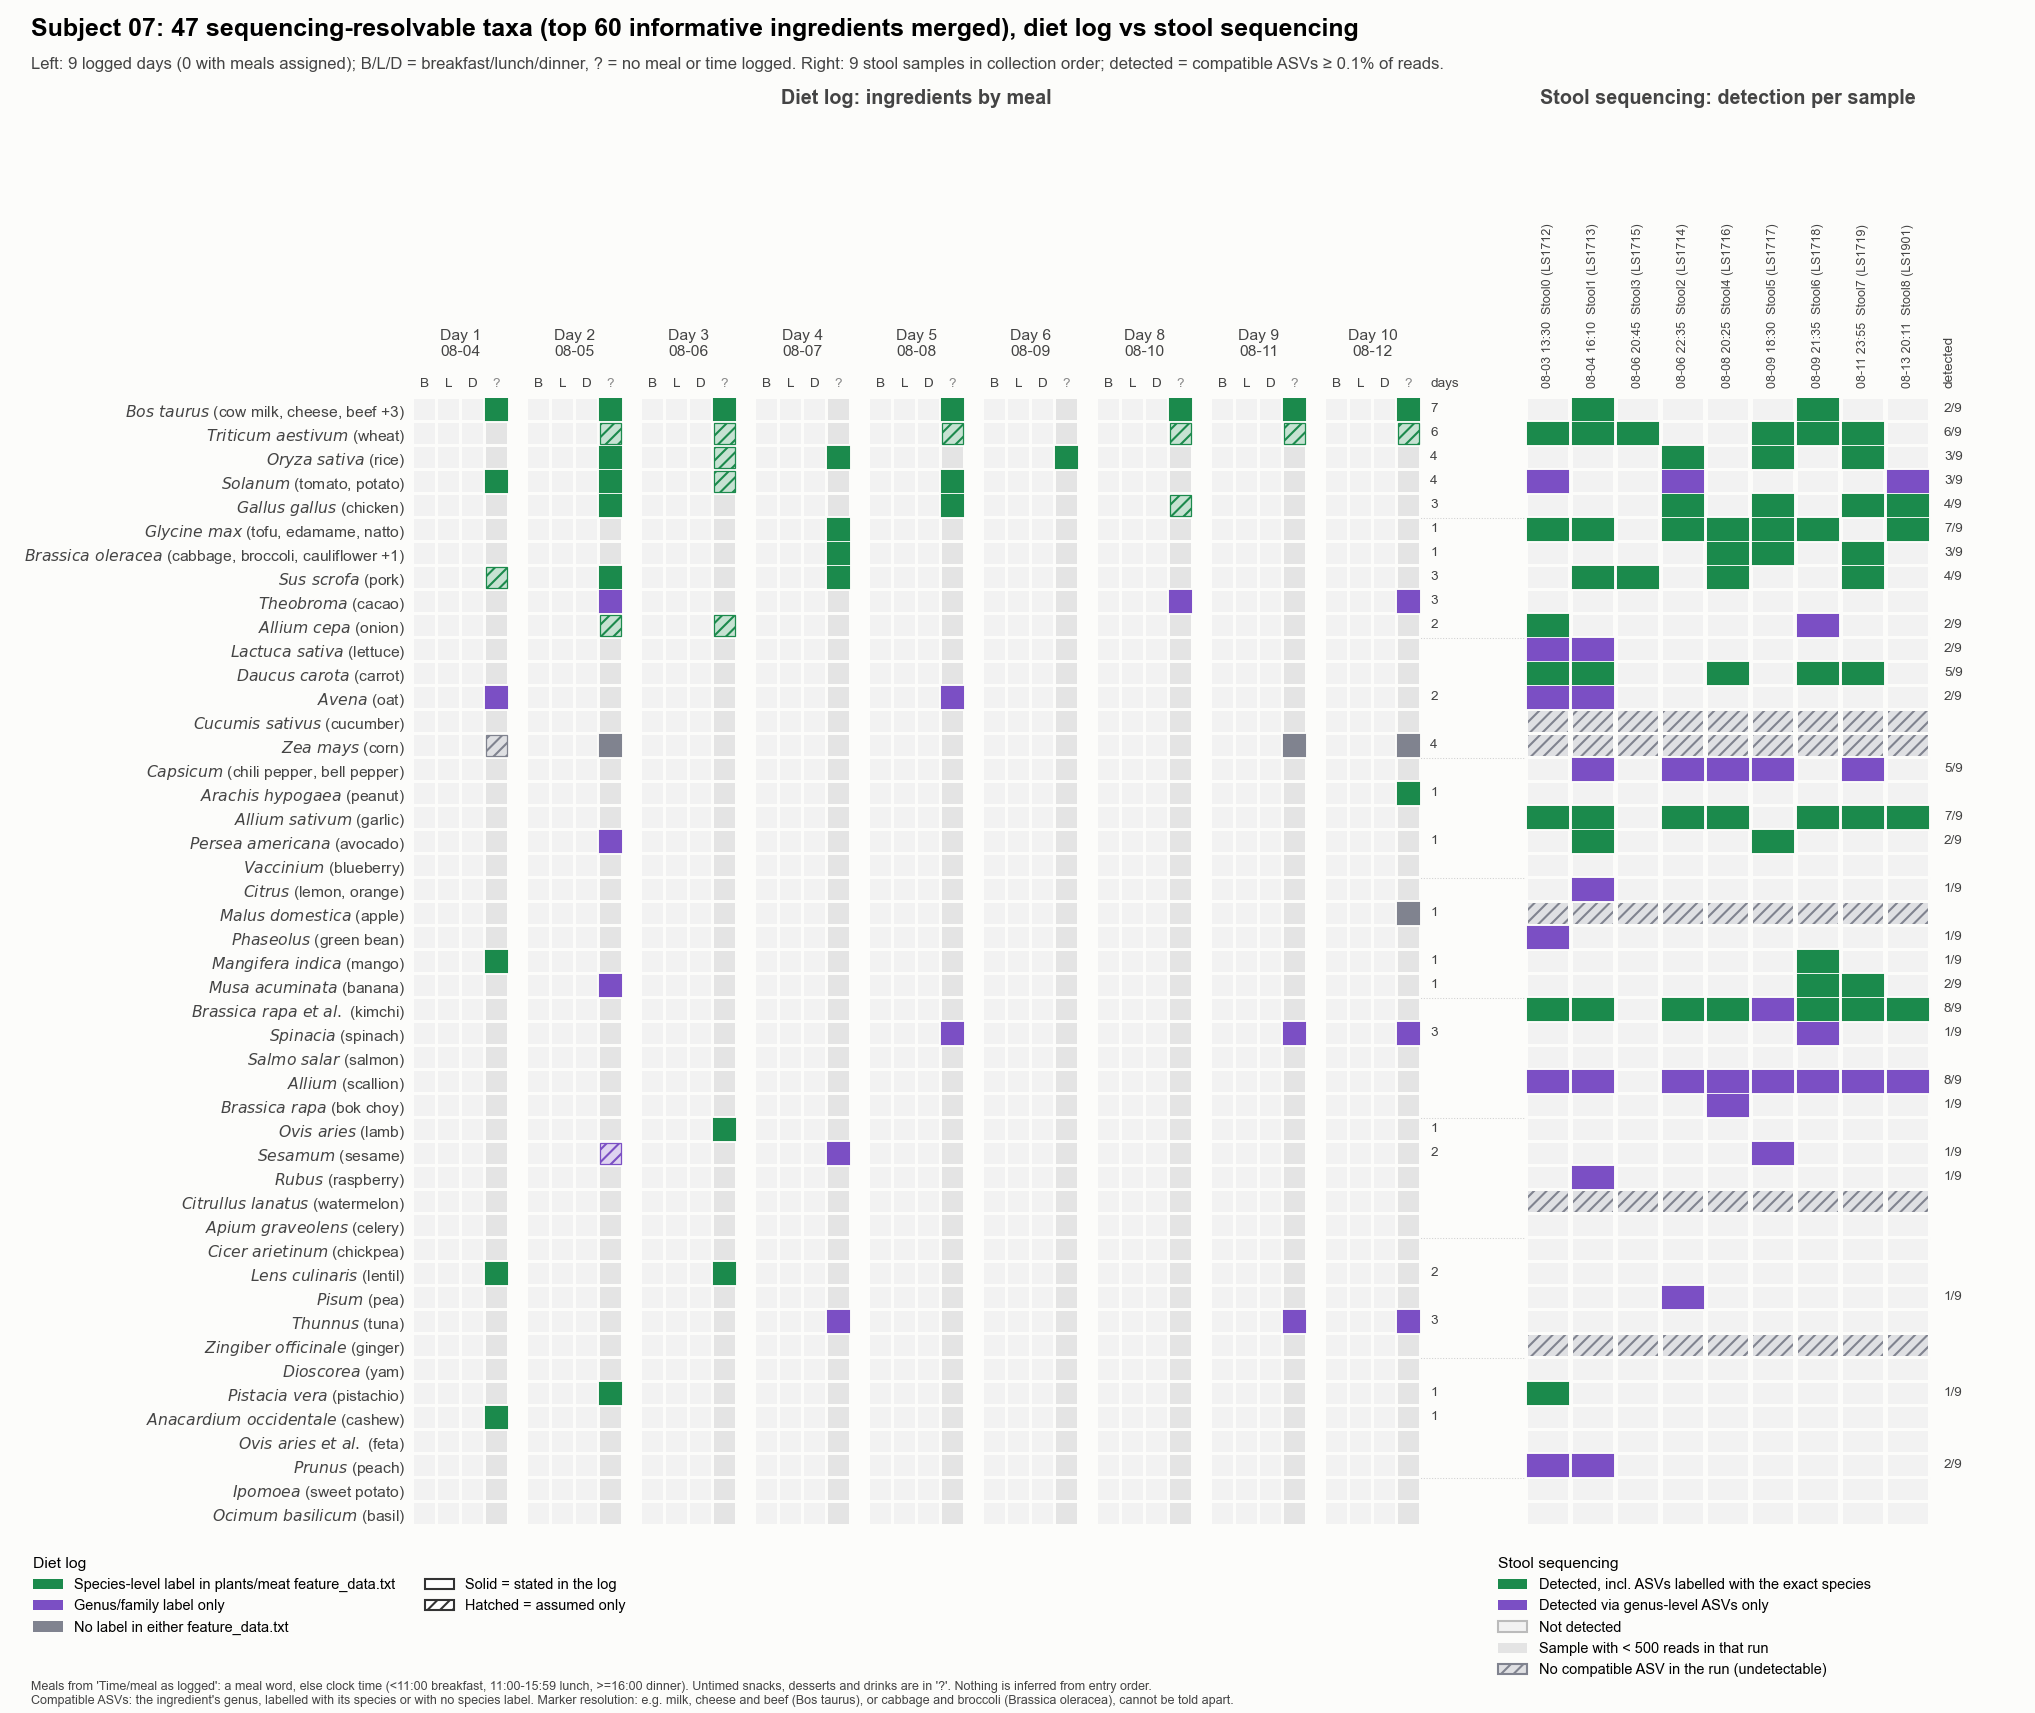 Subject 07: 47 sequencing-resolvable taxa (top 60 informative ingredients merged), diet log vs stool sequencing
Left: 9 logged days (0 with meals assigned); B/L/D = breakfast/lunch/dinner, ? = no meal or time logged. Right: 9 stool samples in collection order; detected = compatible ASVs ≥ 0.1% of reads.
Diet log: ingredients by meal
Stool sequencing: detection per sample
08-03 13:30 Stool0 (LS1712)
08-04 16:10 Stool1 (LS1713)
08-06 20:45 Stool3 (LS1715)
08-06 22:35 Stool2 (LS1714)
08-08 20:25 Stool4 (LS1716)
08-09 18:30 Stool5 (LS1717)
08-09 21:35 Stool6 (LS1718)
08-11 23:55 Stool7 (LS1719)
08-13 20:11 Stool8 (LS1901)
detected
Day 1 Day 2 Day 3 Day 4 Day 5 Day 6 Day 8 Day 9 Day 10
08-04 08-05 08-06 08-07 08-08 08-09 08-10 08-11 08-12
B L D ? B L D ? B L D ? B L D ? B L D ? B L D ? B L D ? B L D ? B L D ? days
Bos taurus (cow milk, cheese, beef +3) 7 2/9
Triticum aestivum (wheat) 6 6/9
Oryza sativa (rice) 4 3/9
Solanum (tomato, potato) 4 3/9
Gallus gallus (chicken) 3 4/9
Glycine max (tofu, edamame, natto) 1 7/9
Brassica oleracea (cabbage, broccoli, cauliflower +1) 1 3/9
Sus scrofa (pork) 3 4/9
Theobroma (cacao) 3
Allium cepa (onion) 2 2/9
Lactuca sativa (lettuce) 2/9
Daucus carota (carrot) 5/9
Avena (oat) 2 2/9
Cucumis sativus (cucumber)
Zea mays (corn) 4
Capsicum (chili pepper, bell pepper) 5/9
Arachis hypogaea (peanut) 1
Allium sativum (garlic) 7/9
Persea americana (avocado) 1 2/9
Vaccinium (blueberry)
Citrus (lemon, orange) 1/9
Malus domestica (apple) 1
Phaseolus (green bean) 1/9
Mangifera indica (mango) 1 1/9
Musa acuminata (banana) 1 2/9
Brassica rapa et al. (kimchi) 8/9
Spinacia (spinach) 3 1/9
Salmo salar (salmon)
Allium (scallion) 8/9
Brassica rapa (bok choy) 1/9
Ovis aries (lamb) 1
Sesamum (sesame) 2 1/9
Rubus (raspberry) 1/9
Citrullus lanatus (watermelon)
Apium graveolens (celery)
Cicer arietinum (chickpea)
Lens culinaris (lentil) 2
Pisum (pea) 1/9
Thunnus (tuna) 3
Zingiber officinale (ginger)
Dioscorea (yam)
Pistacia vera (pistachio) 1 1/9
Anacardium occidentale (cashew) 1
Ovis aries et al. (feta)
Prunus (peach) 2/9
Ipomoea (sweet potato)
Ocimum basilicum (basil)
Diet log
Species-level label in plants/meat feature_data.txt
Genus/family label only
No label in either feature_data.txt
Solid = stated in the log
Hatched = assumed only
Stool sequencing
Detected, incl. ASVs labelled with the exact species
Detected via genus-level ASVs only
Not detected
Sample with < 500 reads in that run
No compatible ASV in the run (undetectable)
Meals from 'Time/meal as logged': a meal word, else clock time (<11:00 breakfast, 11:00-15:59 lunch, >=16:00 dinner). Untimed snacks, desserts and drinks are in '?'. Nothing is inferred from entry order.
Compatible ASVs: the ingredient's genus, labelled with its species or with no species label. Marker resolution: e.g. milk, cheese and beef (Bos taurus), or cabbage and broccoli (Brassica oleracea), cannot be told apart.